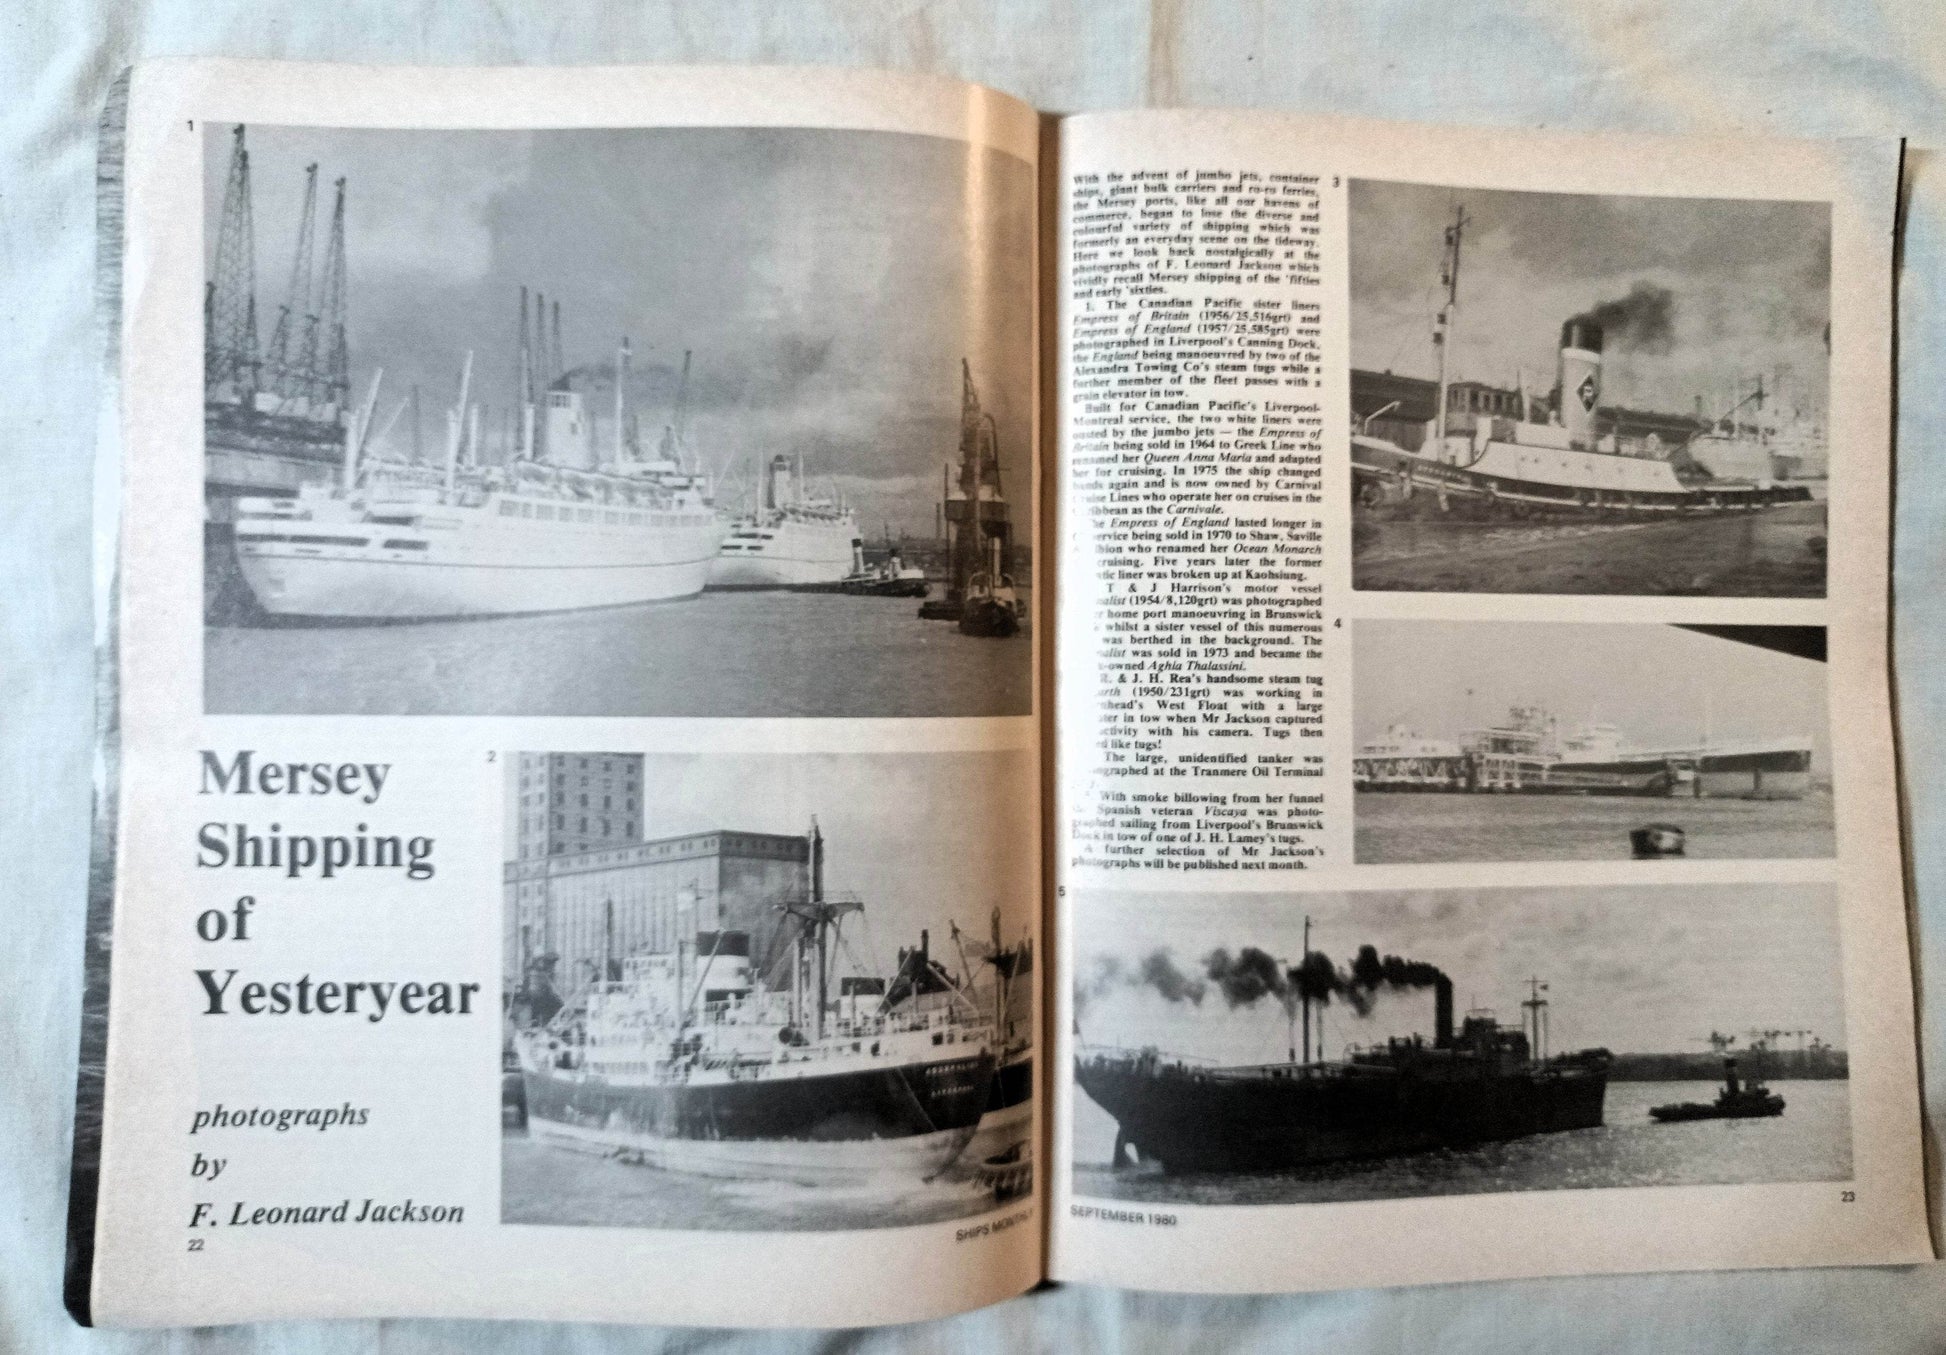 1
Mersey
Shipping
of
Yesteryear
photographs
by
F. Leonard Jackson
22
2
SHIPS MONTHLY
With the advent of jumbo jets, container
ships, giant bulk carriers and ro-ro ferries,
the Mersey ports, like all our havens of
commerce, began to lose the diverse and
colourful variety of shipping which was
formerly an everyday scene on the tideway.
Here we look back nostalgically at the
photographs of F. Leonard Jackson which
vividly recall Mersey shipping of the 'fifties
and early 'sixties.
1. The Canadian Pacific sister liners
Empress of Britain (1956/25,516grt) and
Empress of England (1957/25,585grt) were
photographed in Liverpool's Canning Dock,
the England being manoeuvred by two of the
Alexandra Towing Co's steam tugs while a
further member of the fleet passes with a
grain elevator in tow.
Built for Canadian Pacific's Liverpool-
Montreal service, the two white liners were
ousted by the jumbo jets — the Empress of
Britain being sold in 1964 to Greek Line who
renamed her Queen Anna Maria and adapted
her for cruising. In 1975 the ship changed
hands again and is now owned by Carnival
Cruise Lines who operate her on cruises in the
Caribbean as the Carnivale.
The Empress of England lasted longer in
service being sold in 1970 to Shaw, Saville
Albion who renamed her Ocean Monarch
cruising. Five years later the former
liner was broken up at Kaohsiung.
T & J Harrison's motor vessel
(1954/8,120grt) was photographed
home port manoeuvring in Brunswick
whilst a sister vessel of this numerous
was berthed in the background. The
was sold in 1973 and became the
-owned Aghia Thalassini.
R. & J. H. Rea's handsome steam tug
(1950/231grt) was working in
West Float with a large
in tow when Mr Jackson captured
activity with his camera. Tugs then
like tugs!
The large, unidentified tanker was
photographed at the Tranmere Oil Terminal
With smoke billowing from her funnel
the Spanish veteran Viscaya was photo-
graphed sailing from Liverpool's Brunswick
Dock in tow of one of J. H. Lamey's tugs.
A further selection of Mr Jackson's
photographs will be published next month.
3
4
5
SEPTEMBER 1980
23